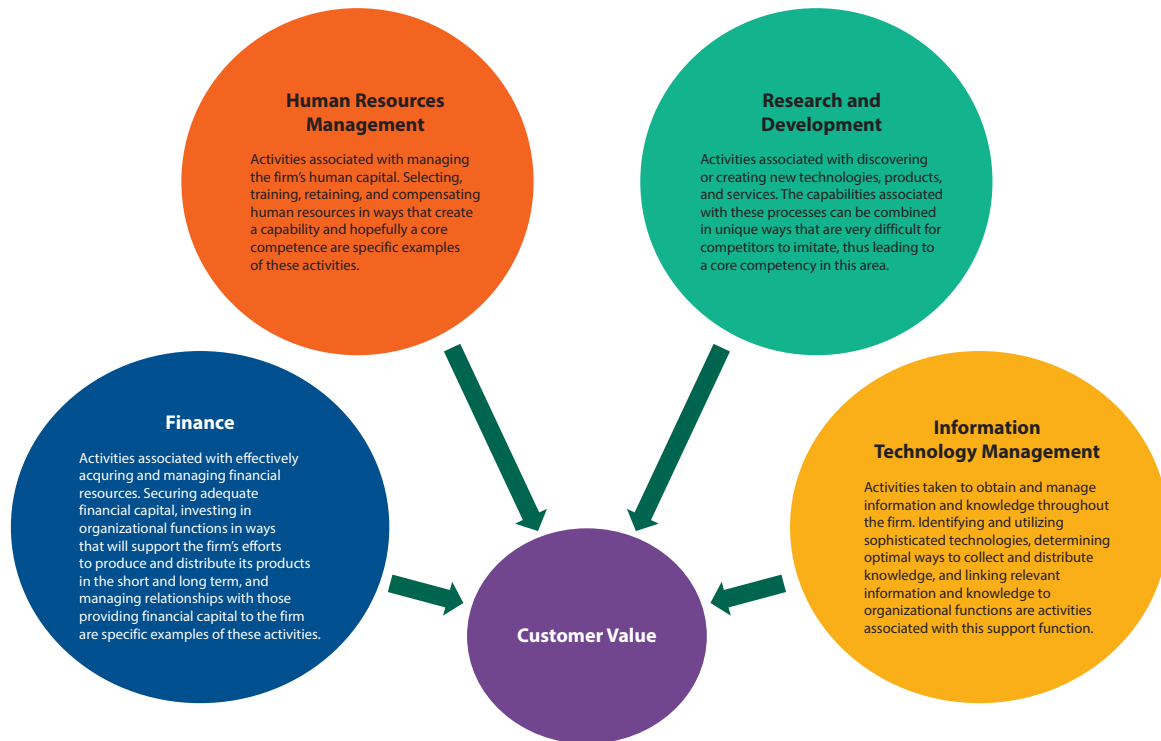 Human Resources
Management
Activities associated with managing
the firm's human capital. Selecting,
training, retaining, and compensating
human resources in ways that create
a capability and hopefully a core
competence are specific examples
of these activities.
Research and
Development
Activities associated with discovering
or creating new technologies, products,
and services. The capabilities associated
with these processes can be combined
in unique ways that are very difficult for
competitors to imitate, thus leading to
a core competency in this area.
Finance
Activities associated with effectively
acquring and managing financial
resources. Securing adequate
financial capital, investing in
organizational functions in ways
that will support the firm's efforts
to produce and distribute its products
in the short and long term, and
managing relationships with those
providing financial capital to the firm
are specific examples of these activities.
Information
Technology Management
Activities taken to obtain and manage
information and knowledge throughout
the firm. Identifying and utilizing
sophisticated technologies, determining
optimal ways to collect and distribute
knowledge, and linking relevant
information and knowledge to
organizational functions are activities
associated with this support function.
Customer Value